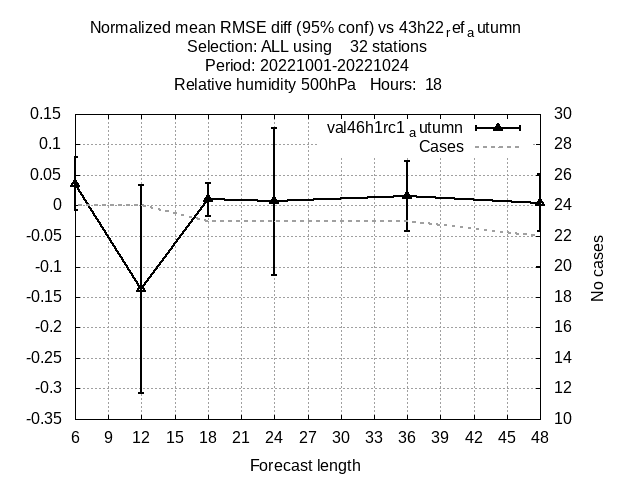 Normalized mean RMSE diff (95% conf) vs 43h22ref autumn
Selection: ALL using 32 stations
Period: 20221001-20221024
Relative humidity 500hPa Hours: 18
val46h1rc1autumn
Cases
0.15
0.1
0.05
0
-0.05
-0.1
-0.15
-0.2
-0.25
-0.3
-0.35
30
28
26
24
22
20
18
16
14
12
10
No cases
6 9 12 15 18 21 24 27 30 33 36 39 42 45 48
Forecast length